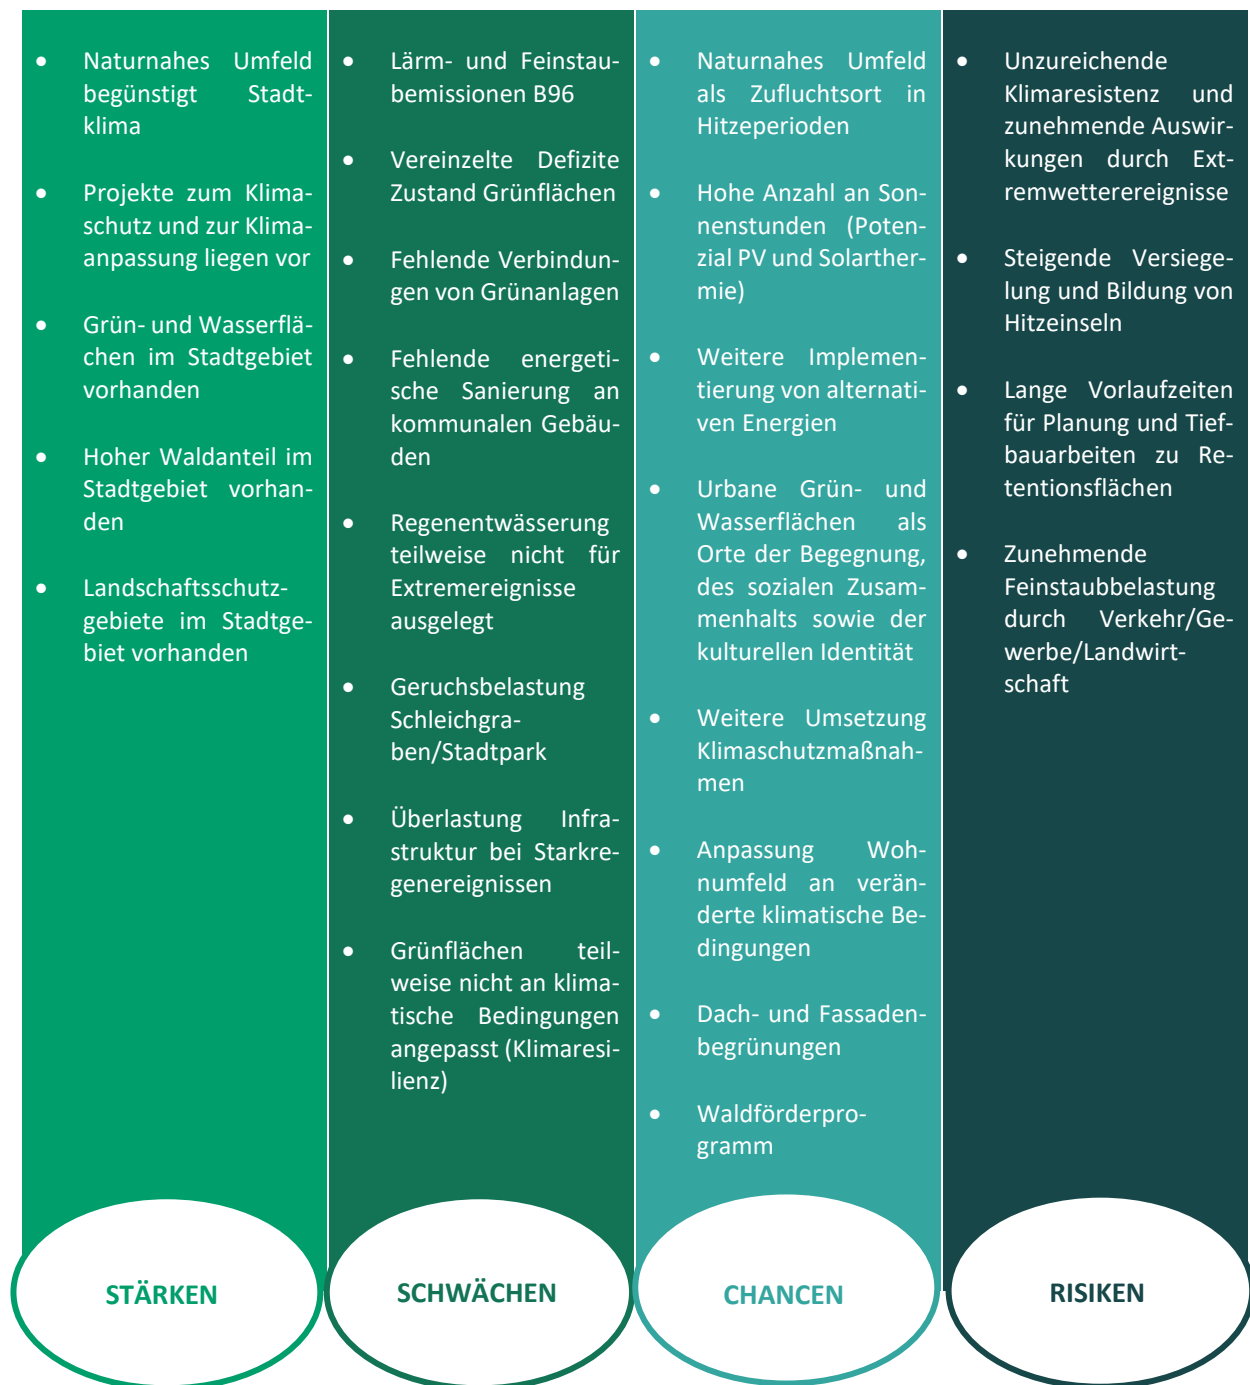 Naturnahes Umfeld
begünstigt Stadt-
klima
Projekte zum Klima-
schutz und zur Klima-
anpassung liegen vor
Grün- und Wasserflä-
chen im Stadtgebiet
vorhanden
Hoher Waldanteil im
Stadtgebiet vorhan-
den
Landschaftsschutz-
gebiete im Stadtge-
biet vorhanden
STÄRKEN
Lärm- und Feinstau-
bemissionen B96
Vereinzelte Defizite
Zustand Grünflächen
Fehlende Verbindun-
gen von Grünanlagen
Fehlende energeti-
sche Sanierung an
kommunalen Gebäu-
den
Regenentwässerung
teilweise nicht für
Extremereignisse
ausgelegt
Geruchsbelastung
Schleichgra-
ben/Stadtpark
Überlastung Infra-
struktur bei Starkre-
genereignissen
Grünflächen teil-
weise nicht an klima-
tische Bedingungen
angepasst (Klimaresi-
lienz)
SCHWÄCHEN
Naturnahes Umfeld
als Zufluchtsort in
Hitzeperioden
Hohe Anzahl an Son-
nenstunden (Poten-
zial PV und Solarther-
mie)
Weitere Implemen-
tierung von alternati-
ven Energien
Urbane Grün- und
Wasserflächen als
Orte der Begegnung,
des sozialen Zusam-
menhalts sowie der
kulturellen Identität
Weitere Umsetzung
Klimaschutzmaßnah-
men
Anpassung Woh-
numfeld an verän-
derte klimatische Be-
dingungen
Dach- und Fassaden-
begrünungen
Waldförderpro-
gramm
CHANCEN
Unzureichende
Klimaresistenz und
zunehmende Auswir-
kungen durch Ext-
remwetterereignisse
Steigende Versiege-
lung und Bildung von
Hitzeinseln
Lange Vorlaufzeiten
für Planung und Tief-
bauarbeiten zu Re-
tentionsflächen
Zunehmende
Feinstaubbelastung
durch Verkehr/Ge-
werbe/Landwirt-
schaft
RISIKEN